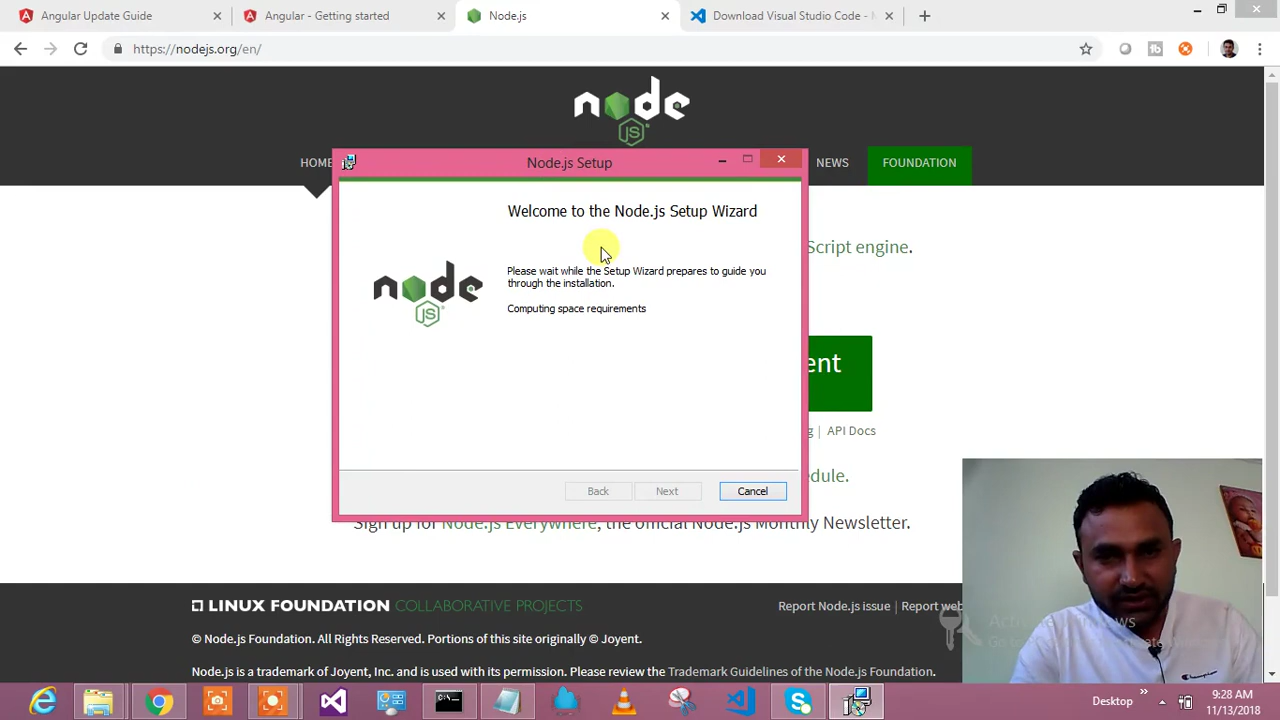 Angular Update Guide
Angular - Getting started
Node.js
Download Visual Studio Code -
https://nodejs.org/en/
node
JS
HOME
NEWS
FOUNDATION
Node.js Setup
Welcome to the Node.js Setup Wizard
Script engine.
Please wait while the Setup Wizard prepares to guide you
through the installation.
Computing space requirements
node
JS
ent
| API Docs
dule.
Back
Next
Cancel
Sign up for Node.js Everywhere, the official Node.js Monthly Newsletter.
LINUX FOUNDATION COLLABORATIVE PROJECTS
Report Node.js issue | Report web
© Node.js Foundation. All Rights Reserved. Portions of this site originally © Joyent.
Node.js is a trademark of Joyent, Inc. and is used with its permission. Please review the Trademark Guidelines of the Node.js Foundation.
Champion
Desktop
9:28 AM
11/13/2018